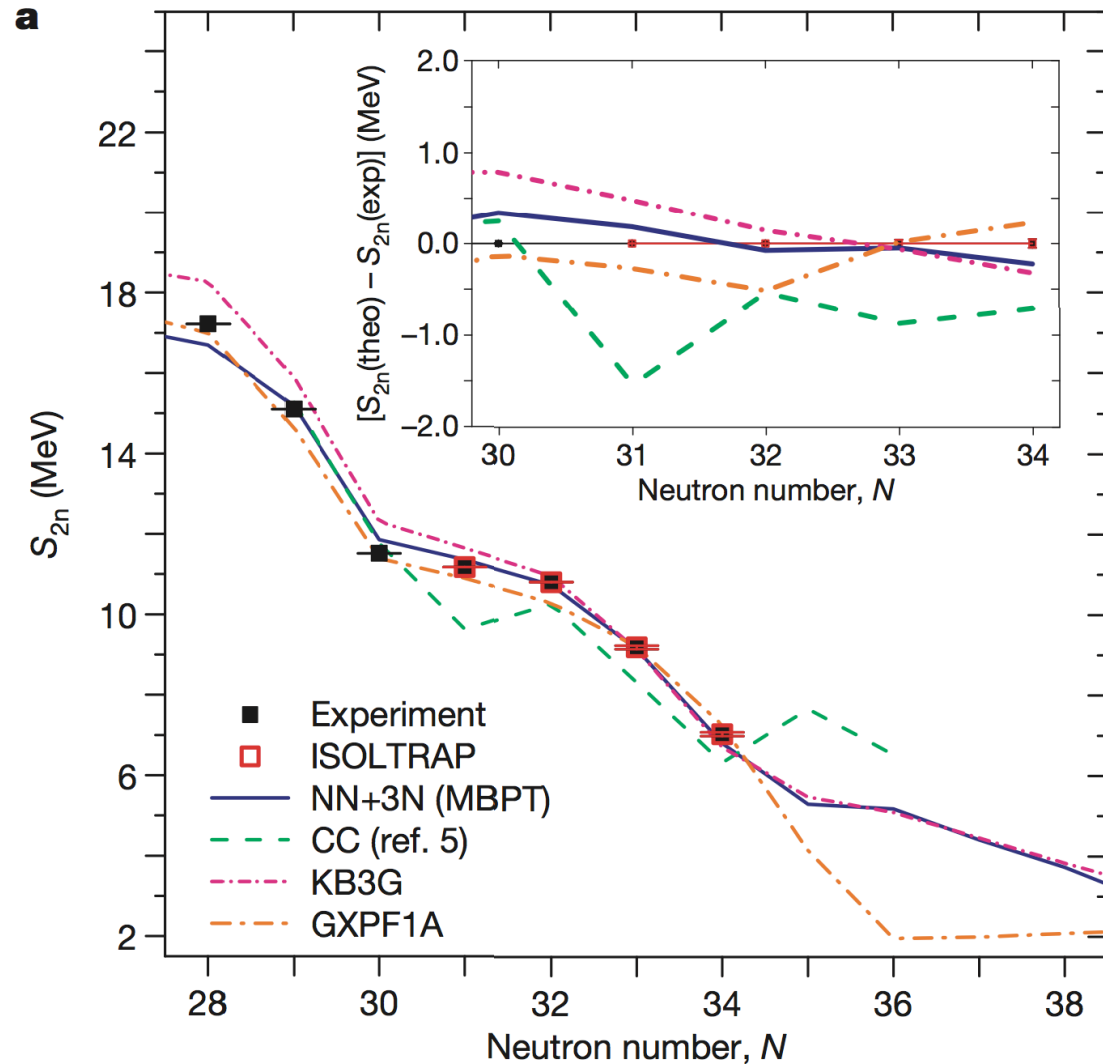 a
2.0
1.0
0.0
−1.0
−2.0
[S2n(theo) − S2n(exp)] (MeV)
30 31 32 33 34
Neutron number, N
22
18
14
10
6
2
S2n (MeV)
Experiment
ISOLTRAP
NN+3N (MBPT)
CC (ref. 5)
KB3G
GXPF1A
28 30 32 34 36 38
Neutron number, N